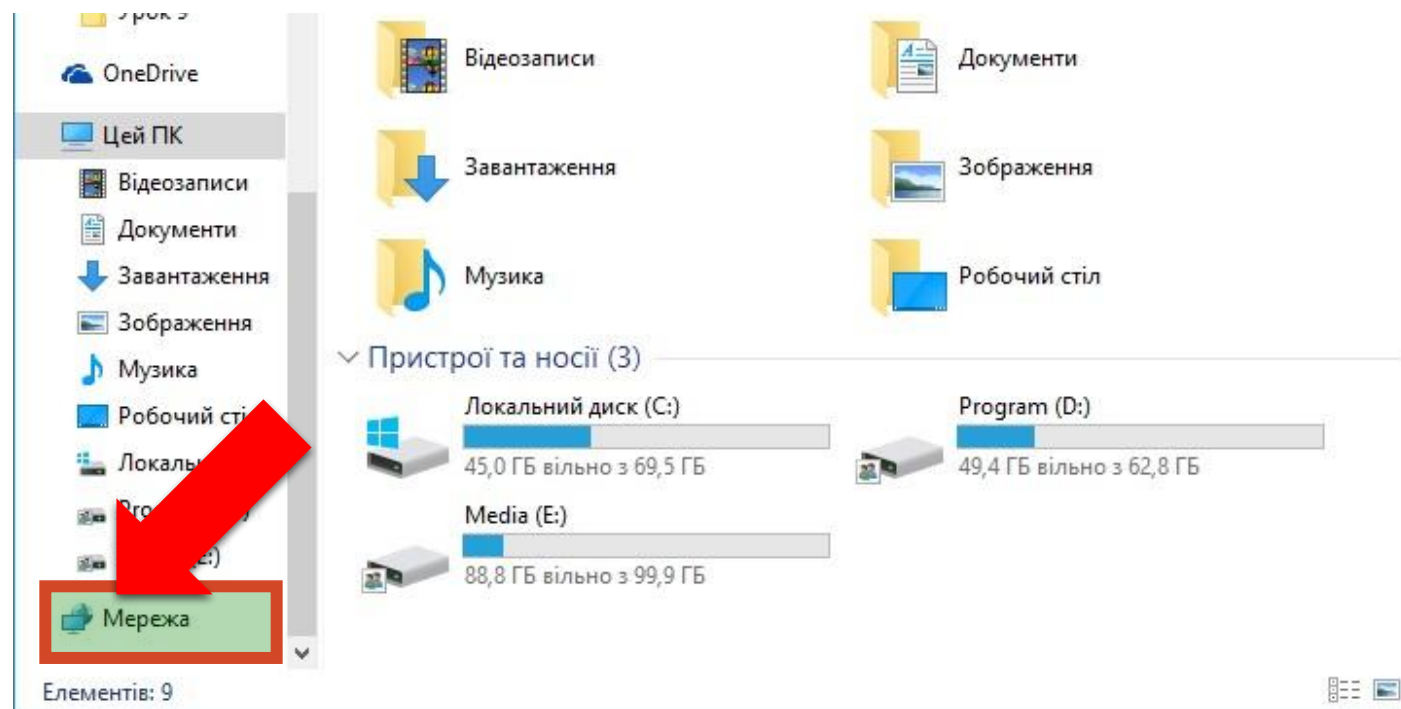 OneDrive
Цей ПК
Відеозаписи
Документи
Завантаження
Зображення
Музика
Робочий
Мережа
Елементів: 9
Відеозаписи
Документи
Завантаження
Зображення
Музика
Робочий стіл
Пристрої та носії (3)
Локальний диск (C:)
45,0 ГБ вільно з 69,5 ГБ
Program (D:)
49,4 ГБ вільно з 62,8 ГБ
Media (E:)
88,8 ГБ вільно з 99,9 ГБ